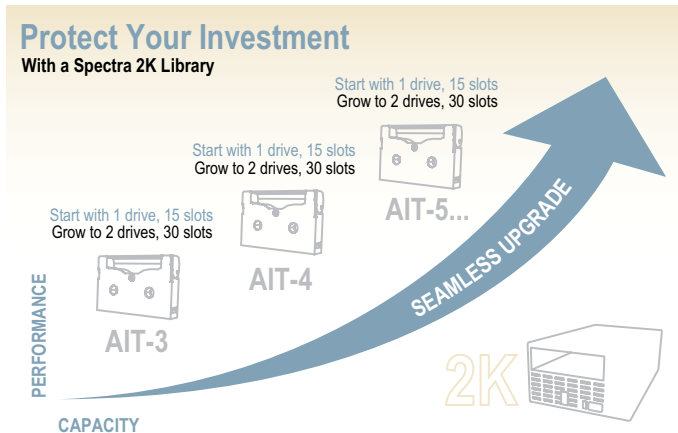 Protect Your Investment
With a Spectra 2K Library
Start with 1 drive, 15 slots
Grow to 2 drives, 30 slots
AIT-5...
Start with 1 drive, 15 slots
Grow to 2 drives, 30 slots
AIT-4
Start with 1 drive, 15 slots
Grow to 2 drives, 30 slots
AIT-3
SEAMLESS UPGRADE
PERFORMANCE
2K
CAPACITY